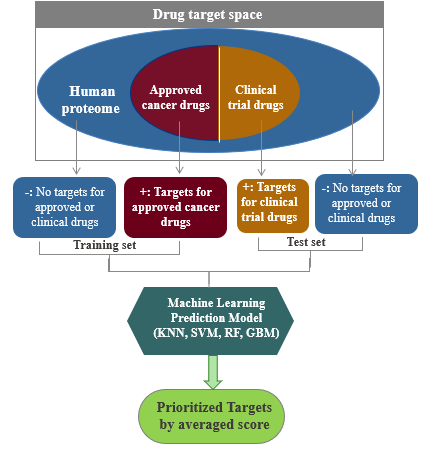 Drug target space
Human
proteome
Approved
cancer drugs
Clinical
trial drugs
-: No targets for
approved or
clinical drugs
+: Targets for
approved cancer
drugs
+: Targets
for clinical
trial drugs
-: No targets for
approved or
clinical drugs
Training set
Test set
Machine Learning
Prediction Model
(KNN, SVM, RF, GBM)
Prioritized Targets
by averaged score